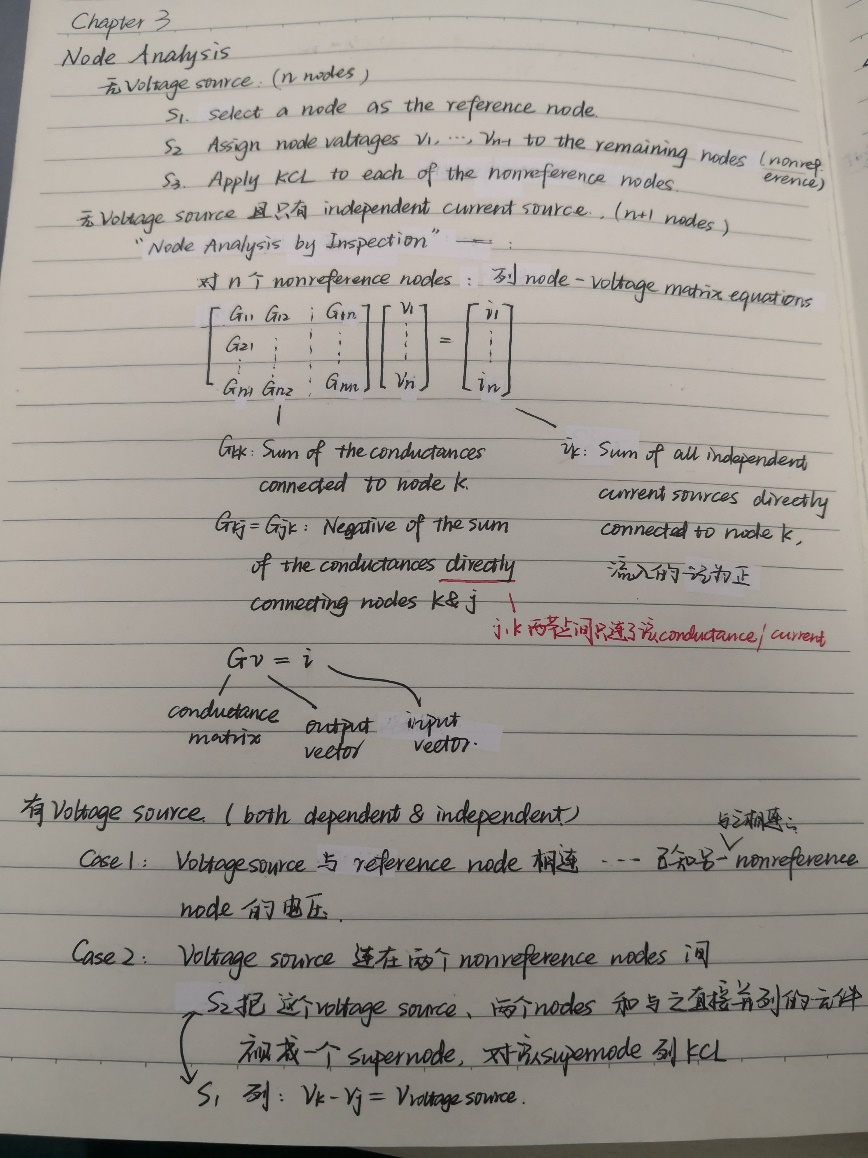 Chapter 3
Node Analysis
无Voltage source. (n nodes)
S1. Select a node as the reference node.
S2 Assign node valtages v1, ..., vn-1 to the remaining nodes (nonref
erence)
S3. Apply KCL to each of the nonreference nodes.
无Voltage source 且只有 independent current source. (n+1 nodes)
"Node Analysis by Inspection" — :
对 n 个 nonreference nodes : 列 node-voltage matrix equations
G11 G12 ┆ G1n V1 i1
G21 ┆ ┆ ┆ = ┆
Gn1 Gn2 ┆ Gnn Vn in
Gkk: Sum of the conductances
connected to node k.
Gkj = Gjk: Negative of the sum
of the conductances directly
connecting nodes k & j
ik: Sum of all independent
current sources directly
connected to node k,
流入的话为正
j,k 两节点间只连了该conductance/current
Gv = i
conductance
matrix
output
vector
input
vector.
有Voltage source. (both dependent & independent)
与之相连
Case 1: Voltage source 与 reference node 相连 ---- 已知另一 nonreference
node 的电压.
Case 2: Voltage source 连在两个 nonreference nodes 间
S2 把这个voltage source、两个nodes 和与之直接并列的元件
视成一个 supernode, 对该supernode 列 KCL
S1 列: Vk - Vj = Vvoltage source.